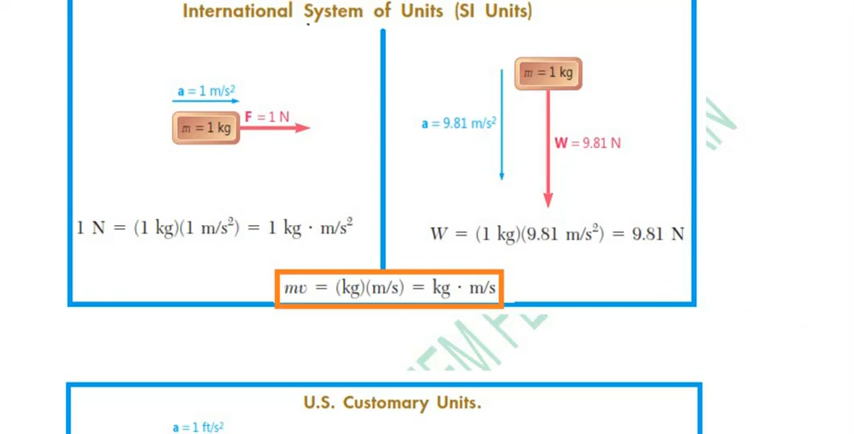 International System of Units (SI Units)
a = 1 m/s²
m = 1 kg
F = 1 N
1 N = (1 kg)(1 m/s²) = 1 kg · m/s²
m = 1 kg
a = 9.81 m/s²
W = 9.81 N
W = (1 kg)(9.81 m/s²) = 9.81 N
mv = (kg)(m/s) = kg · m/s
U.S. Customary Units.
a = 1 ft/s²